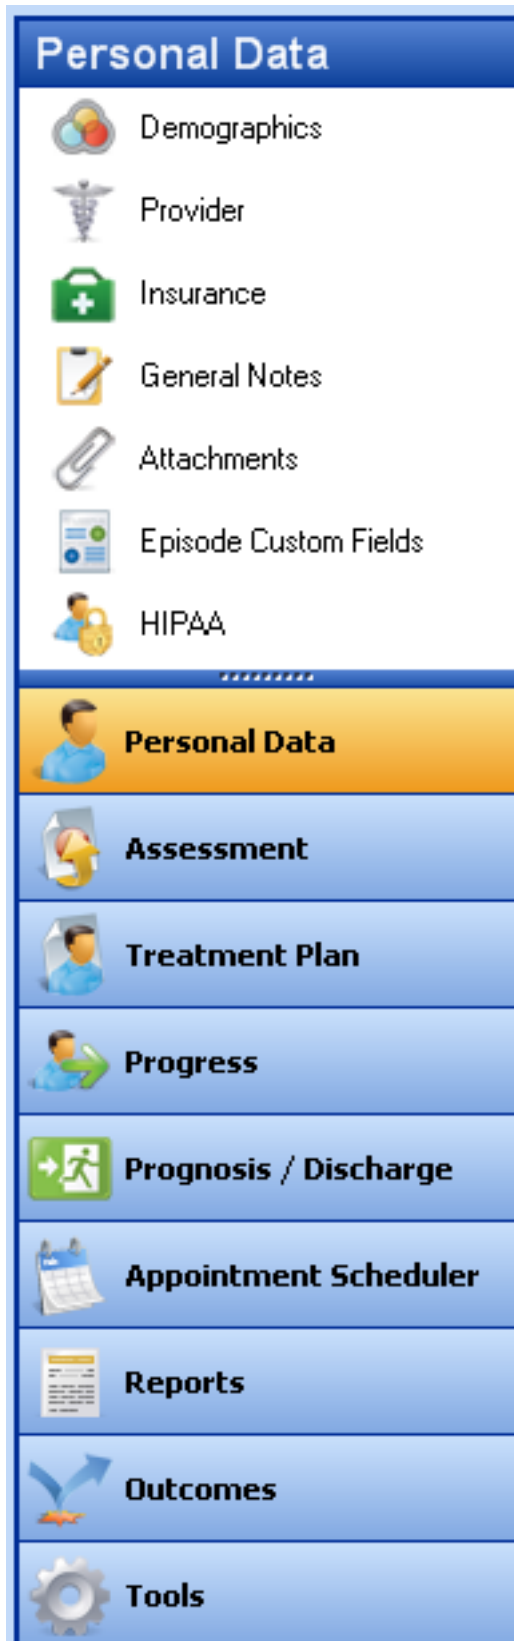 Personal Data
Demographics
Provider
Insurance
General Notes
Attachments
Episode Custom Fields
HIPAA
Personal Data
Assessment
Treatment Plan
Progress
Prognosis / Discharge
Appointment Scheduler
Reports
Outcomes
Tools